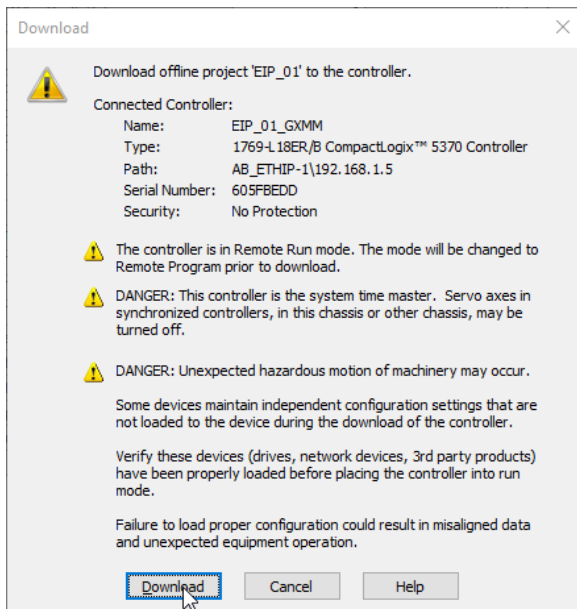 Download
Download offline project 'EIP_01' to the controller.
Connected Controller:
Name: EIP_01_GXMM
Type: 1769-L18ER/B CompactLogix™ 5370 Controller
Path: AB_ETHIP-1\192.168.1.5
Serial Number: 605FBEDD
Security: No Protection
The controller is in Remote Run mode. The mode will be changed to
Remote Program prior to download.
DANGER: This controller is the system time master. Servo axes in
synchronized controllers, in this chassis or other chassis, may be
turned off.
DANGER: Unexpected hazardous motion of machinery may occur.
Some devices maintain independent configuration settings that are
not loaded to the device during the download of the controller.
Verify these devices (drives, network devices, 3rd party products)
have been properly loaded before placing the controller into run
mode.
Failure to load proper configuration could result in misaligned data
and unexpected equipment operation.
Download Cancel Help